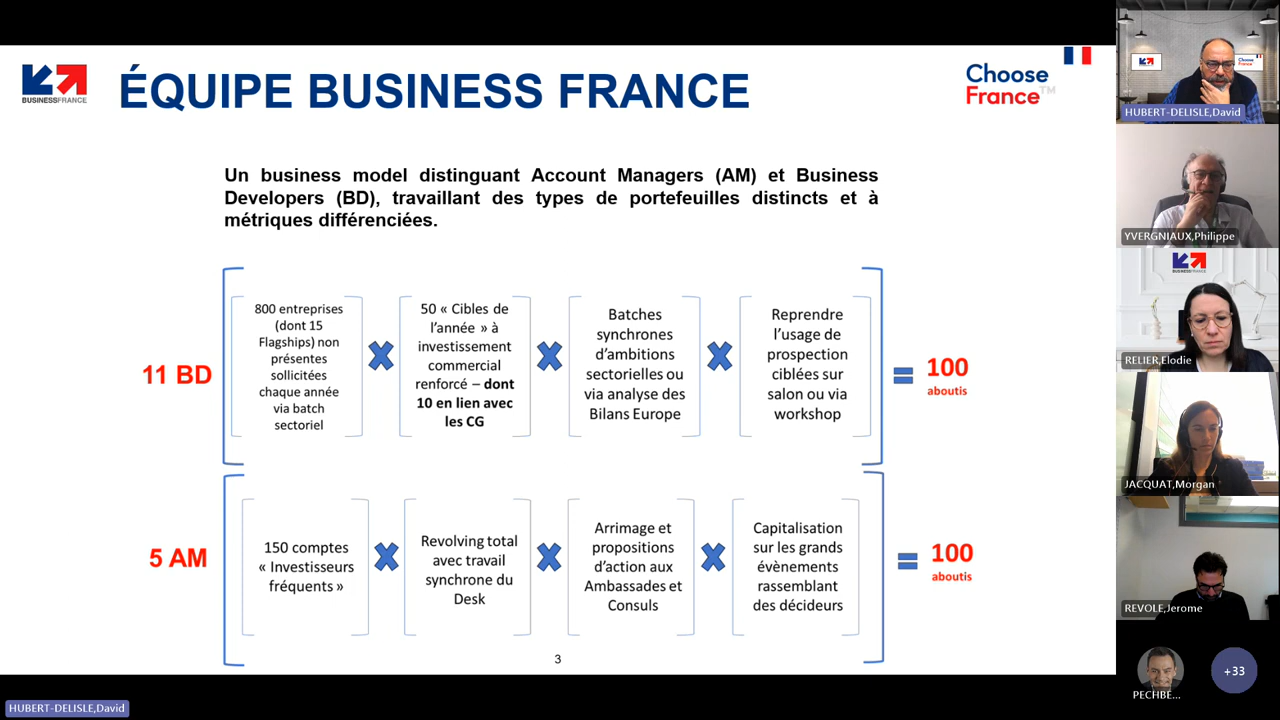 BUSINESSFRANCE
ÉQUIPE BUSINESS FRANCE
Choose
France™
Un business model distinguant Account Managers (AM) et Business
Developers (BD), travaillant des types de portefeuilles distincts et à
métriques différenciées.
11 BD
800 entreprises
(dont 15
Flagships) non
présentes
sollicitées
chaque année
via batch
sectoriel
50 « Cibles de
l'année » à
investissement
commercial
renforcé – dont
10 en lien avec
les CG
Batches
synchrones
d'ambitions
sectorielles ou
via analyse des
Bilans Europe
Reprendre
l'usage de
prospection
ciblées sur
salon ou via
workshop
=
100
aboutis
5 AM
150 comptes
« Investisseurs
fréquents »
Revolving total
avec travail
synchrone du
Desk
Arrimage et
propositions
d'action aux
Ambassades et
Consuls
Capitalisation
sur les grands
évènements
rassemblant
des décideurs
=
100
aboutis
3
HUBERT-DELISLE,David
HUBERT-DELISLE,David
YVERGNIAUX,Philippe
BUSINESSFRANCE
RELIER,Elodie
JACQUAT,Morgan
REVOLE,Jerome
PECHBE...
+33